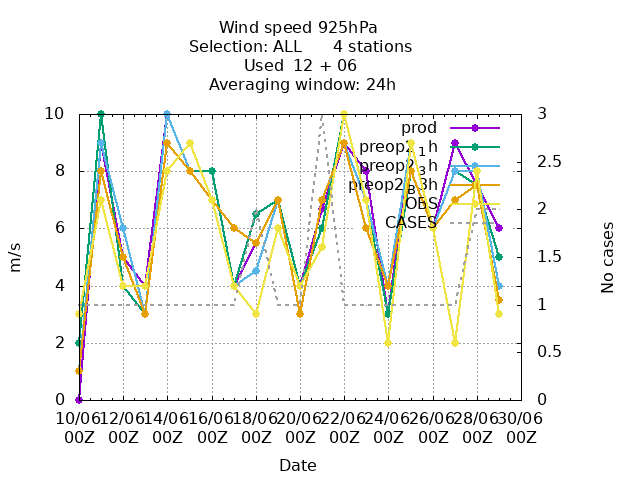 Wind speed 925hPa
Selection: ALL 4 stations
Used 12 + 06
Averaging window: 24h
10 3
prod
preop2_1h
8 2.5
preop2_3h
preop2_B3h
OBS
2
CASES
6
1.5
4
1
2
0.5
0 0
m/s
No cases
10/06 12/06 14/06 16/06 18/06 20/06 22/06 24/06 26/06 28/06 30/06
00Z 00Z 00Z 00Z 00Z 00Z 00Z 00Z 00Z 00Z 00Z
Date